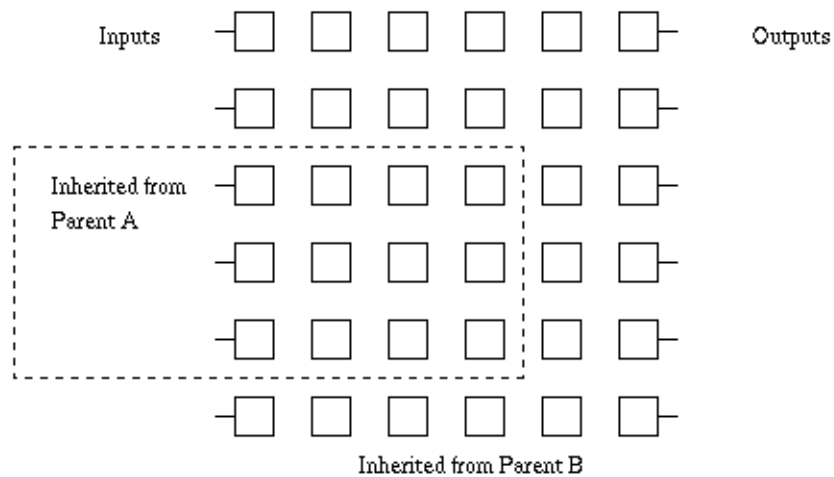 Inputs
Outputs
Inherited from
Parent A
Inherited from Parent B